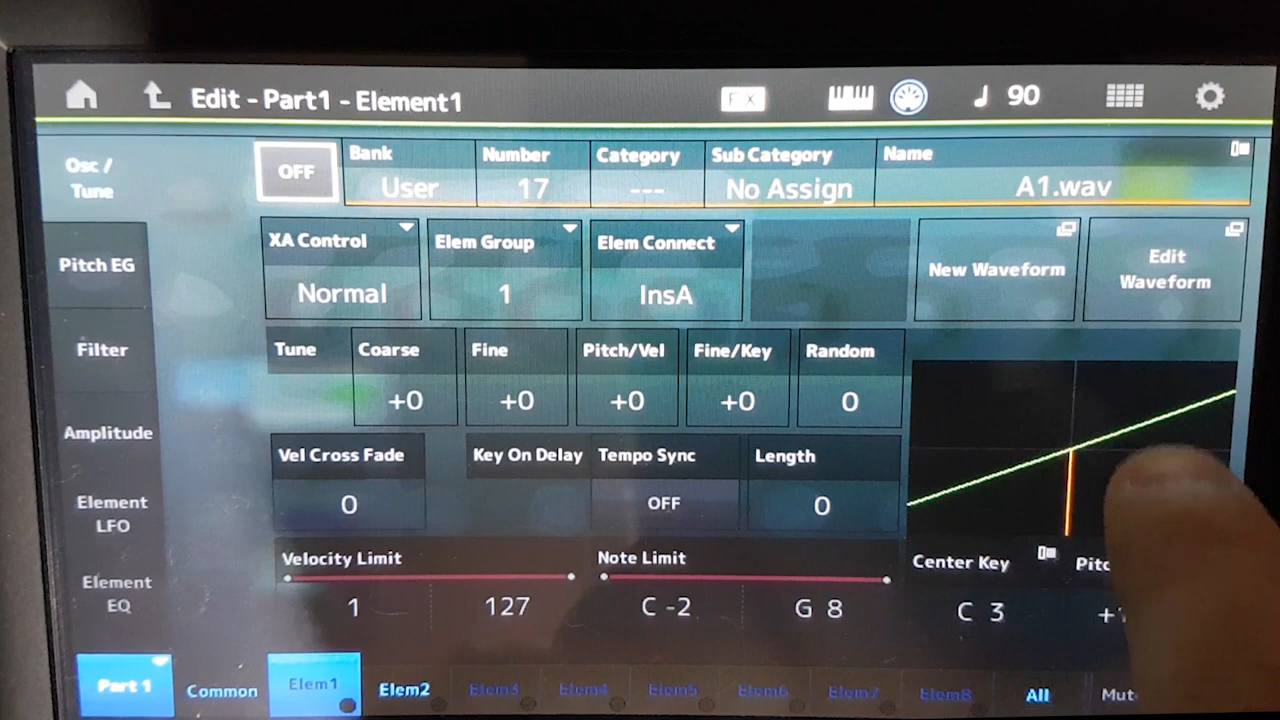 Edit - Part1 - Element1 FX 90
Osc / Tune
OFF
Bank Number Category Sub Category Name
User 17 --- No Assign A1.wav
Pitch EG
XA Control Elem Group Elem Connect
Normal 1 InsA
New Waveform
Edit Waveform
Filter
Tune Coarse Fine Pitch/Vel Fine/Key Random
+0 +0 +0 +0 0
Amplitude
Vel Cross Fade Key On Delay Tempo Sync Length
0 OFF 0
Element LFO
Velocity Limit Note Limit Center Key
1 127 C -2 G 8 C 3
Element EQ
Part 1 Common Elem1 Elem2 Elem3 Elem4 Elem5 Elem6 Elem7 Elem8 All